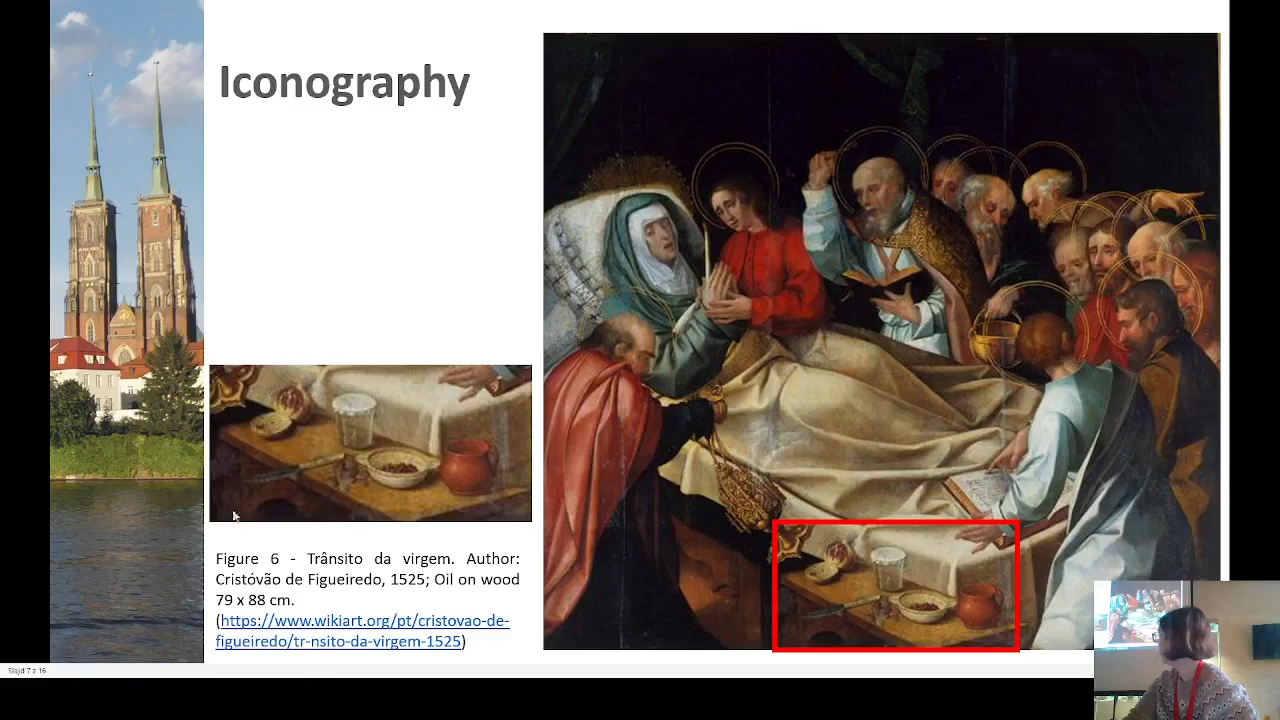 Iconography
Figure 6 - Trânsito da virgem. Author:
Cristóvão de Figueiredo, 1525; Oil on wood
79 x 88 cm.
(https://www.wikiart.org/pt/cristovao-de-
figueiredo/tr-nsito-da-virgem-1525)
Slajd 7 z 16